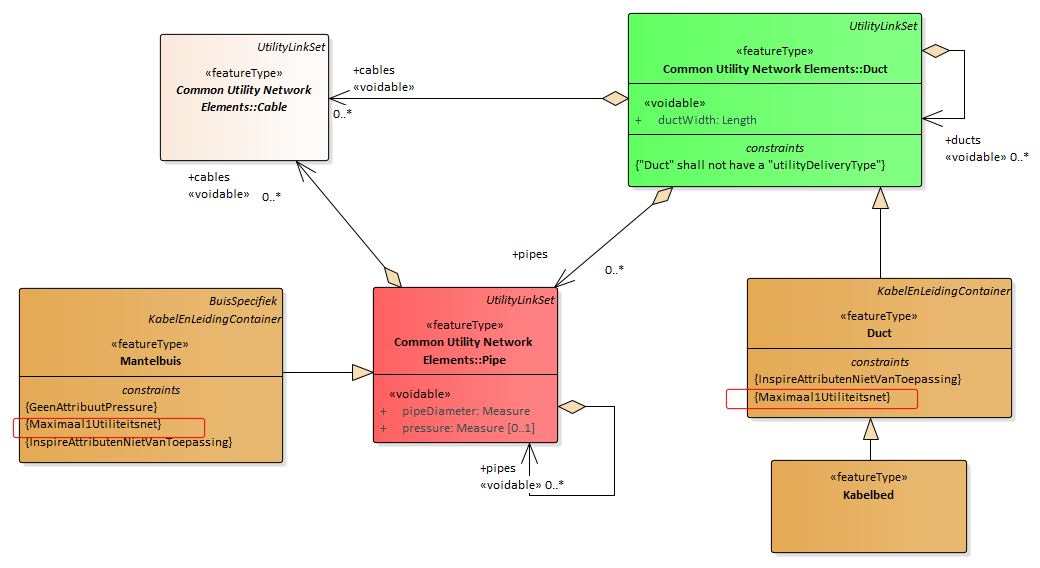 UtilityLinkSet
«featureType»
Common Utility Network
Elements::Cable
+cables
«voidable»
0..*
UtilityLinkSet
«featureType»
Common Utility Network Elements::Duct
«voidable»
+ ductWidth: Length
constraints
{"Duct" shall not have a "utilityDeliveryType"}
+ducts
«voidable» 0..*
+cables
«voidable» 0..*
+pipes
0..*
BuisSpecifiek
KabelEnLeidingContainer
«featureType»
Mantelbuis
constraints
{GeenAttribuutPressure}
{Maximaal1Utiliteitsnet}
{InspireAttributenNietVanToepassing}
UtilityLinkSet
«featureType»
Common Utility Network
Elements::Pipe
«voidable»
+ pipeDiameter: Measure
+ pressure: Measure [0..1]
+pipes
«voidable» 0..*
KabelEnLeidingContainer
«featureType»
Duct
constraints
{InspireAttributenNietVanToepassing}
{Maximaal1Utiliteitsnet}
«featureType»
Kabelbed